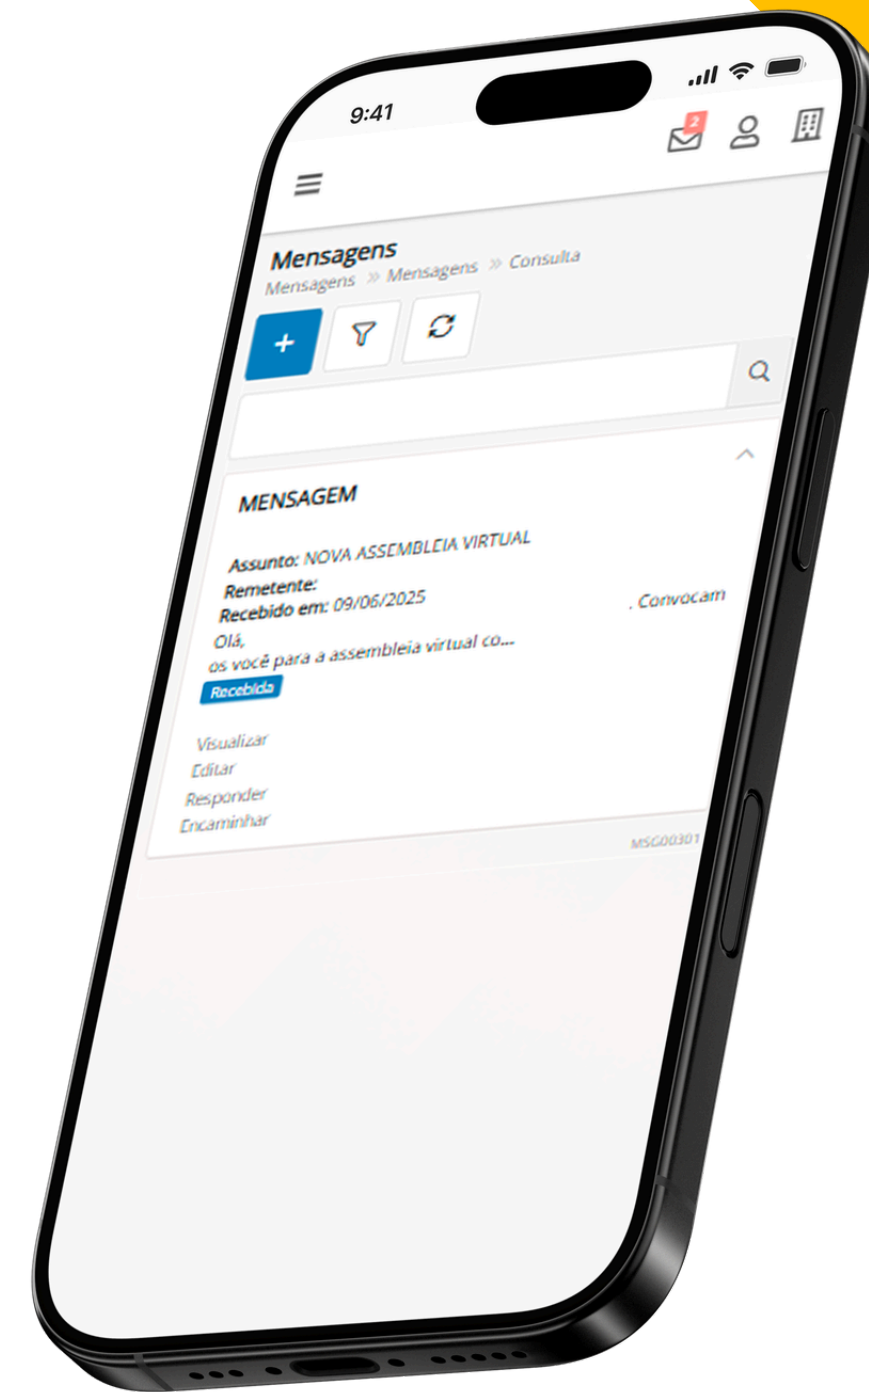 9:41
2
Mensagens
Mensagens » Mensagens » Consulta
+
MENSAGEM
Assunto: NOVA ASSEMBLEIA VIRTUAL
Remetente:
Recebido em: 09/06/2025
Olá, . Convocam
os você para a assembleia virtual co...
Recebida
Visualizar
Editar
Responder
Encaminhar
MSG00301